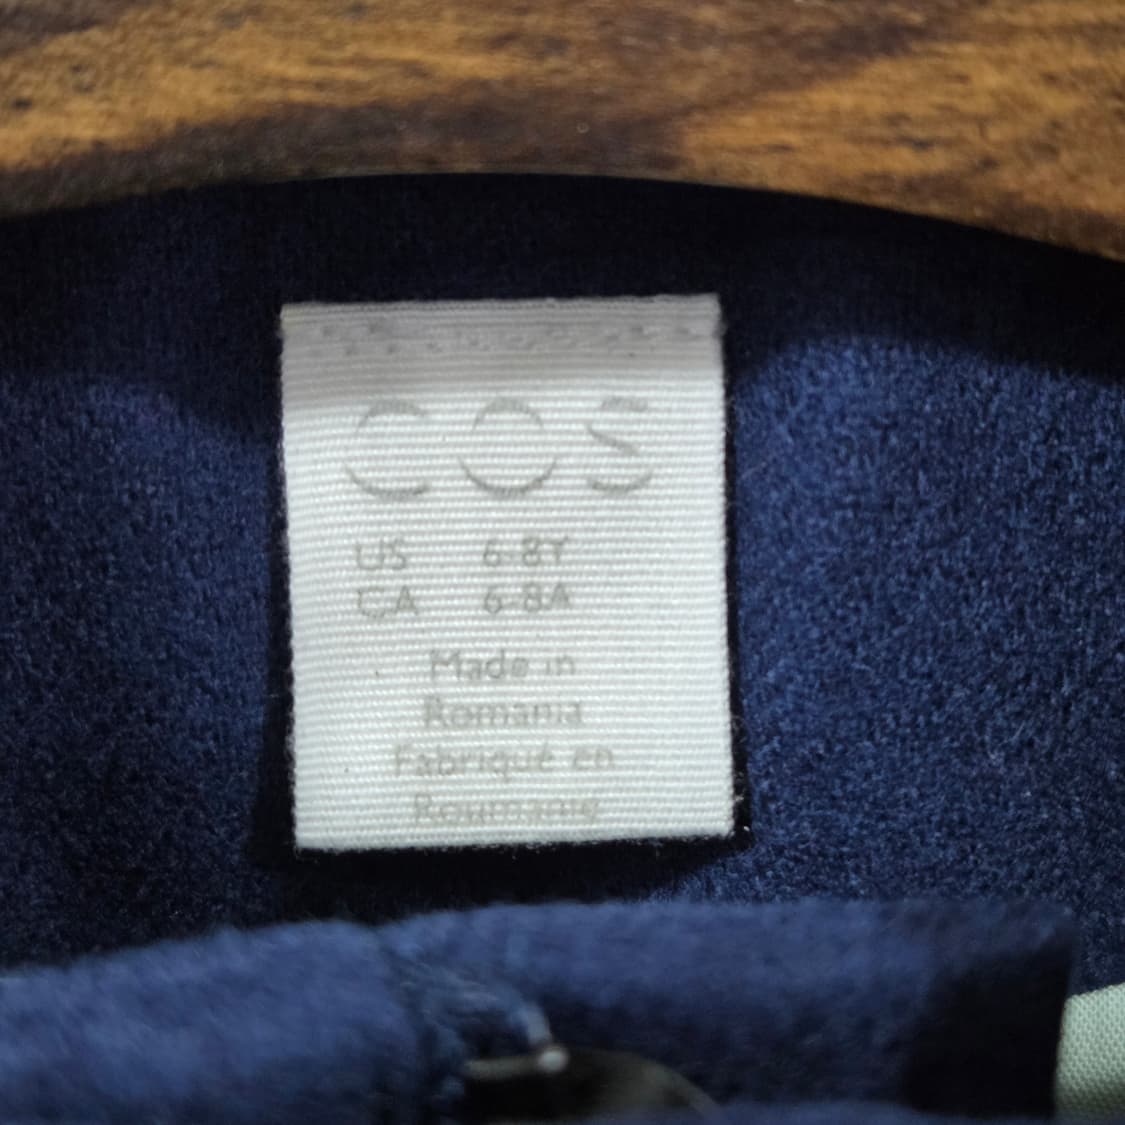 COS
US 6-8Y
CA 6-8A
Made in
Romania
Fabriqué en
Roumanie